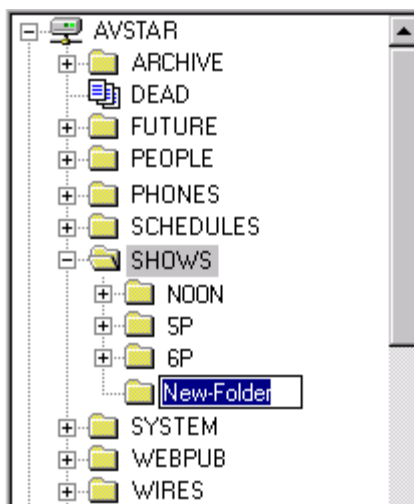 AVSTAR
ARCHIVE
DEAD
FUTURE
PEOPLE
PHONES
SCHEDULES
SHOWS
NOON
5P
6P
New-Folder
SYSTEM
WEBPUB
WIRES